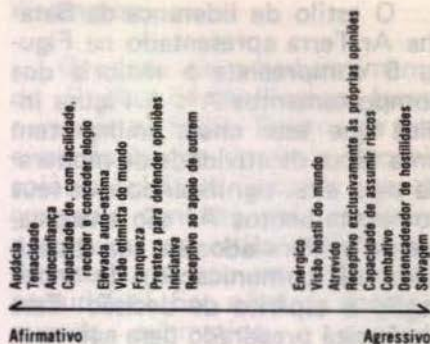 Audácia
Tenacidade
Autoconfiança
Capacidade de, com facilidade,
receber e conceder elogio
Elevada auto-estima
Visão otimista do mundo
Franqueza
Presteza para defender opiniões
Iniciativa
Receptivo ao apoio de outrem
Enérgico
Visão hostil do mundo
Atrevido
Receptivo exclusivamente às próprias opiniões
Capacidade de assumir riscos
Combativo
Desencadeador de hostilidades
Selvagem
Afirmativo
Agressivo